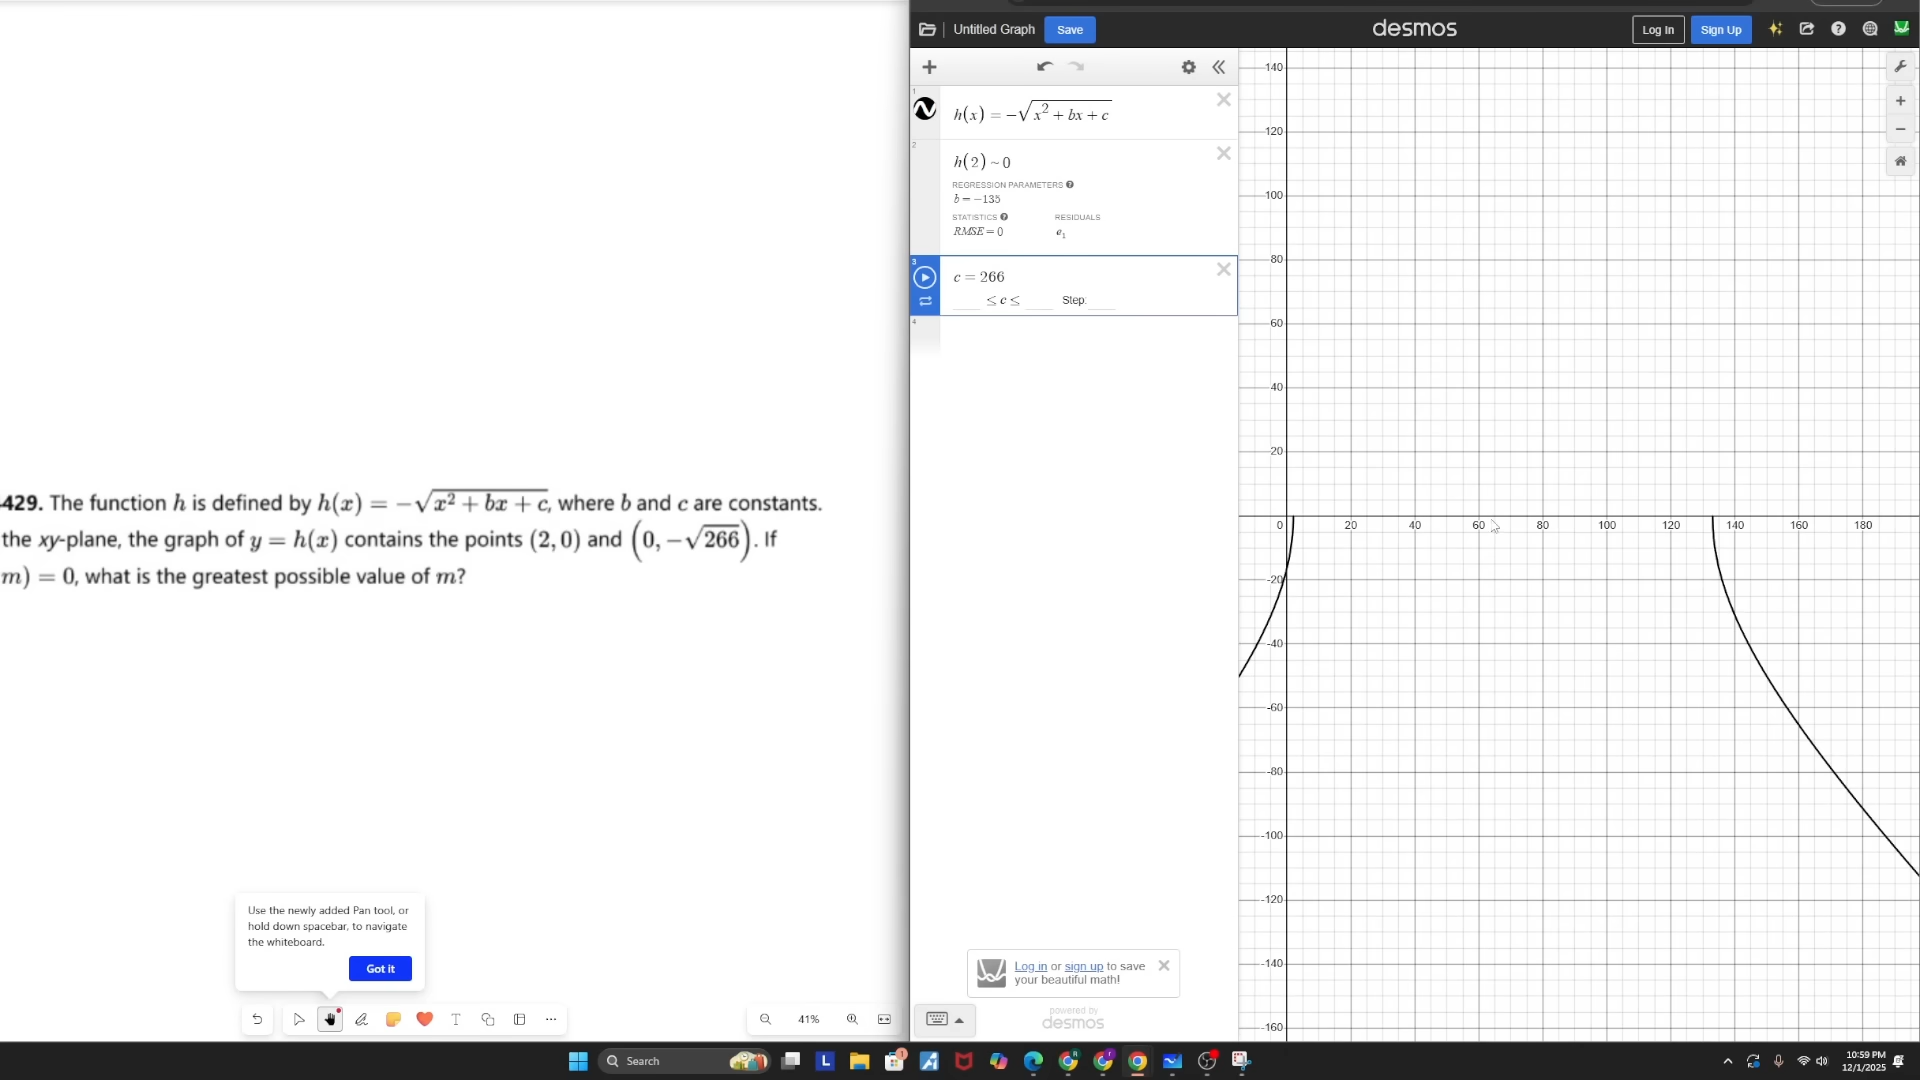 429. The function h is defined by h(x) = −√(x² + bx + c), where b and c are constants.
the xy-plane, the graph of y = h(x) contains the points (2, 0) and (0, −√266). If
m) = 0, what is the greatest possible value of m?
Use the newly added Pan tool, or
hold down spacebar, to navigate
the whiteboard.
Got it
T
...
41%
Untitled Graph
Save
desmos
Log In
Sign Up
1
h(x) = −√(x² + bx + c)
2
h(2) ~ 0
REGRESSION PARAMETERS
b = −135
STATISTICS
RESIDUALS
RMSE = 0
e₁
3
c = 266
≤ c ≤
Step:
4
140
120
100
80
60
40
20
0
20
40
60
80
100
120
140
160
180
-20
-40
-60
-80
-100
-120
-140
-160
Log in or sign up to save
your beautiful math!
powered by
desmos
Search
L
10:59 PM
12/1/2025